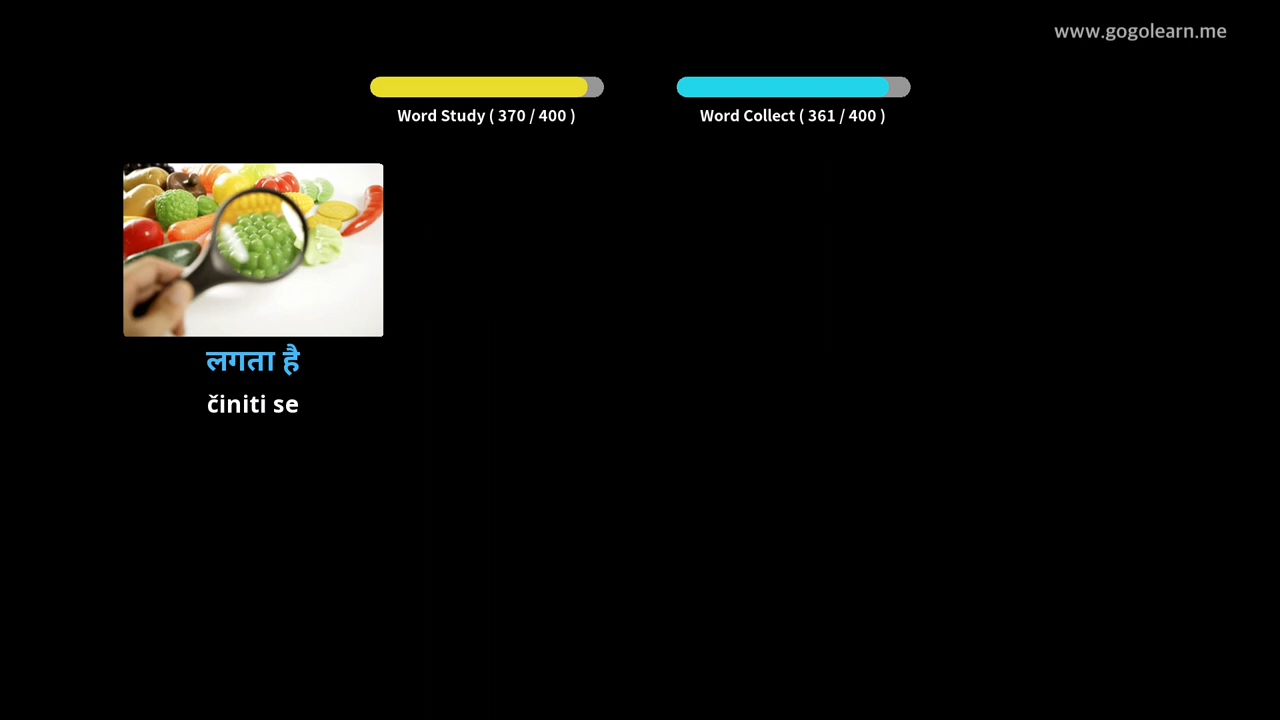 www.gogolearn.me
Word Study ( 370 / 400 )
Word Collect ( 361 / 400 )
लगता है
činiti se